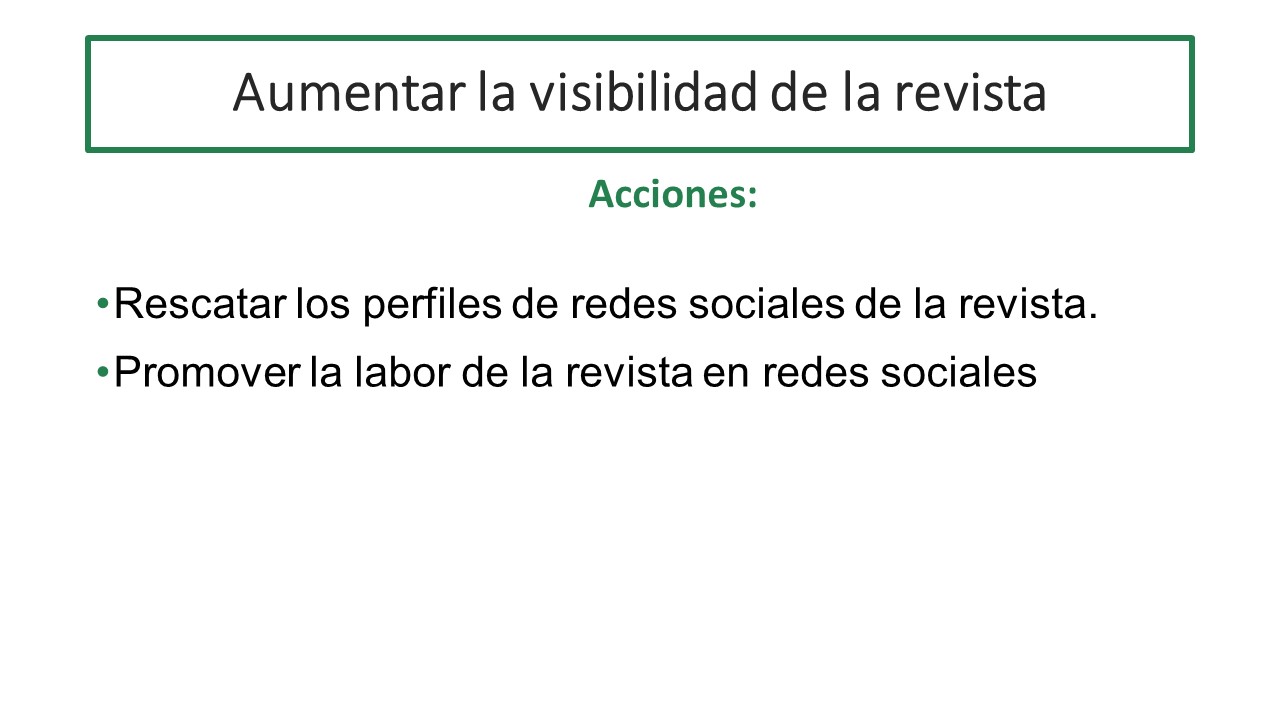 Aumentar la visibilidad de la revista
Acciones:
•Rescatar los perfiles de redes sociales de la revista.
•Promover la labor de la revista en redes sociales